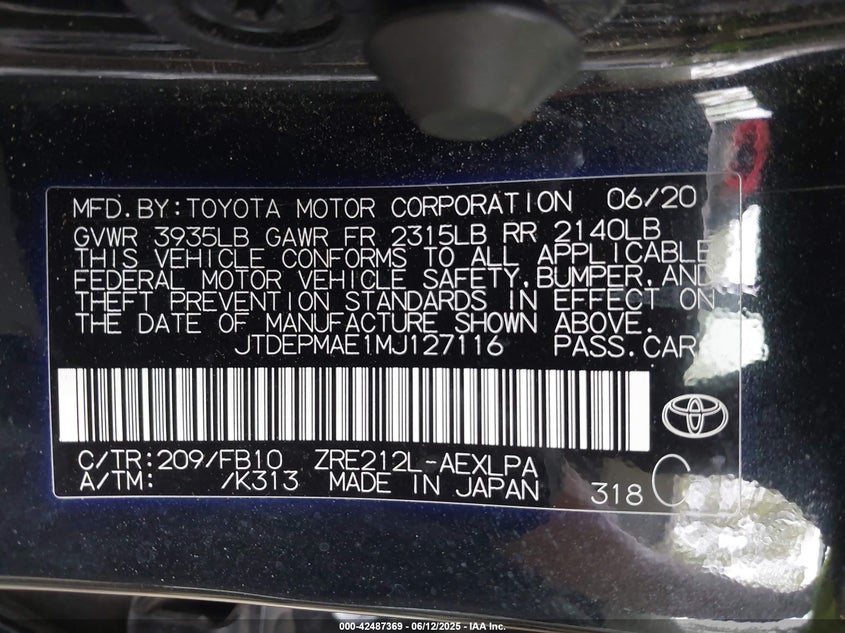 MFD.BY:TOYOTA MOTOR CORPORATION 06/20
GVWR 3935LB GAWR FR 2315LB RR 2140LB
THIS VEHICLE CONFORMS TO ALL APPLICABLE
FEDERAL MOTOR VEHICLE SAFETY,BUMPER,AND
THEFT PREVENTION STANDARDS IN EFFECT ON
THE DATE OF MANUFACTURE SHOWN ABOVE.
JTDEPMAE1MJ127116 PASS.CAR
C/TR:209/FB10 ZRE212L-AEXLPA
A/TM: /K313 MADE IN JAPAN 318 C
000-42487369 - 06/12/2025 - IAA Inc.